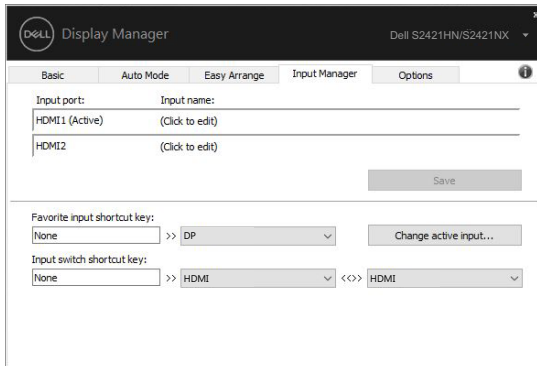 DELL Display Manager Dell S2421HN/S2421NX
Basic Auto Mode Easy Arrange Input Manager Options
Input port: Input name:
HDMI1 (Active) (Click to edit)
HDMI2 (Click to edit)
Save
Favorite input shortcut key:
None >> DP Change active input...
Input switch shortcut key:
None >> HDMI <<>> HDMI